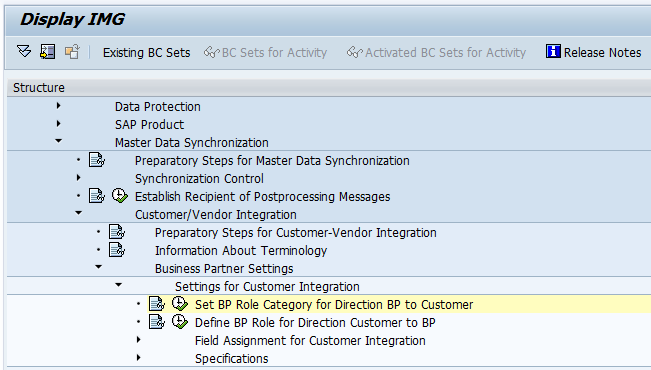 Display IMG
Existing BC Sets BC Sets for Activity Activated BC Sets for Activity Release Notes
Structure
Data Protection
SAP Product
Master Data Synchronization
Preparatory Steps for Master Data Synchronization
Synchronization Control
Establish Recipient of Postprocessing Messages
Customer/Vendor Integration
Preparatory Steps for Customer-Vendor Integration
Information About Terminology
Business Partner Settings
Settings for Customer Integration
Set BP Role Category for Direction BP to Customer
Define BP Role for Direction Customer to BP
Field Assignment for Customer Integration
Specifications